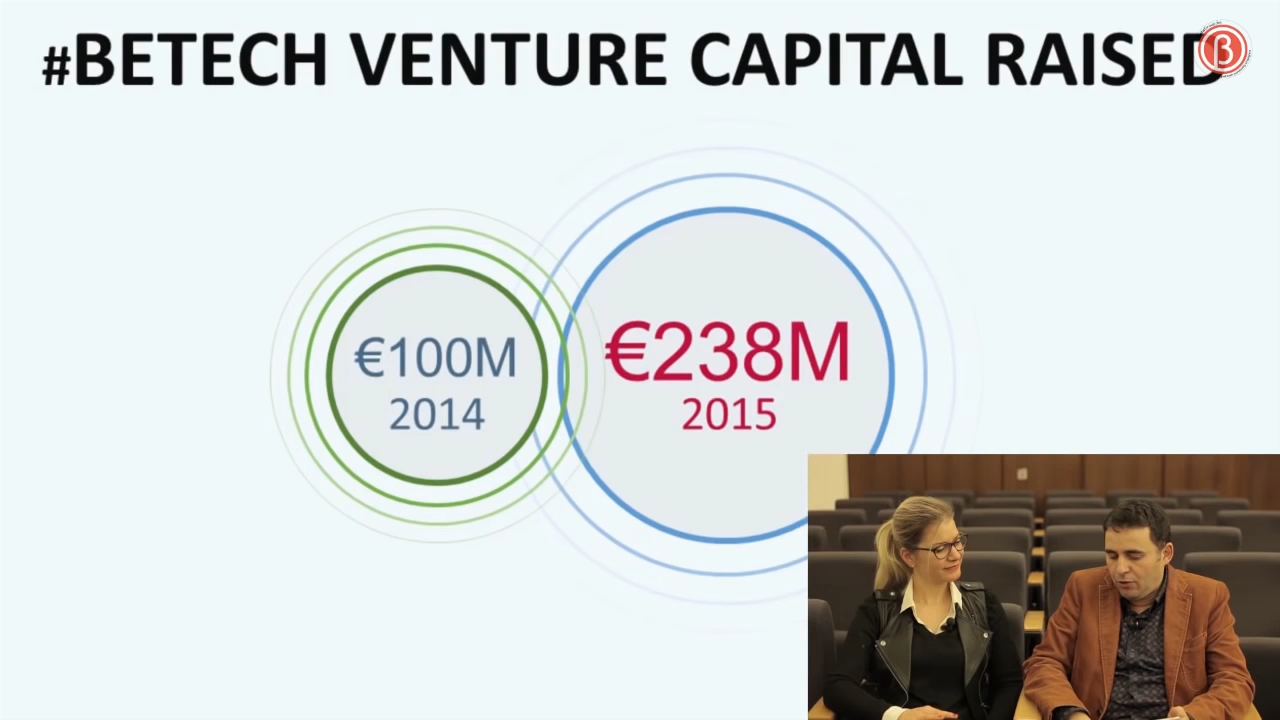 #BETECH VENTURE CAPITAL RAISED
β
€100M
2014
€238M
2015